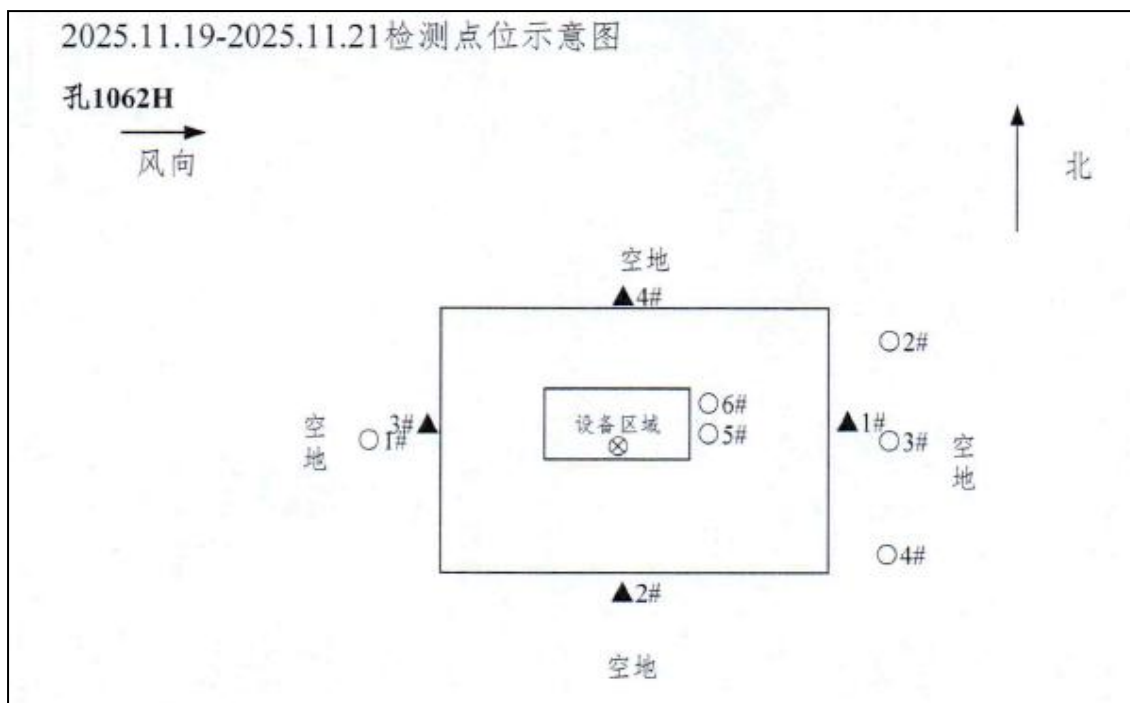 2025.11.19-2025.11.21检测点位示意图
孔1062H
风向
北
空地
▲4#
○2#
○6#
设备区域
3#▲
▲1#
○5#
空地
○1#
○3#
空地
○4#
▲2#
空地